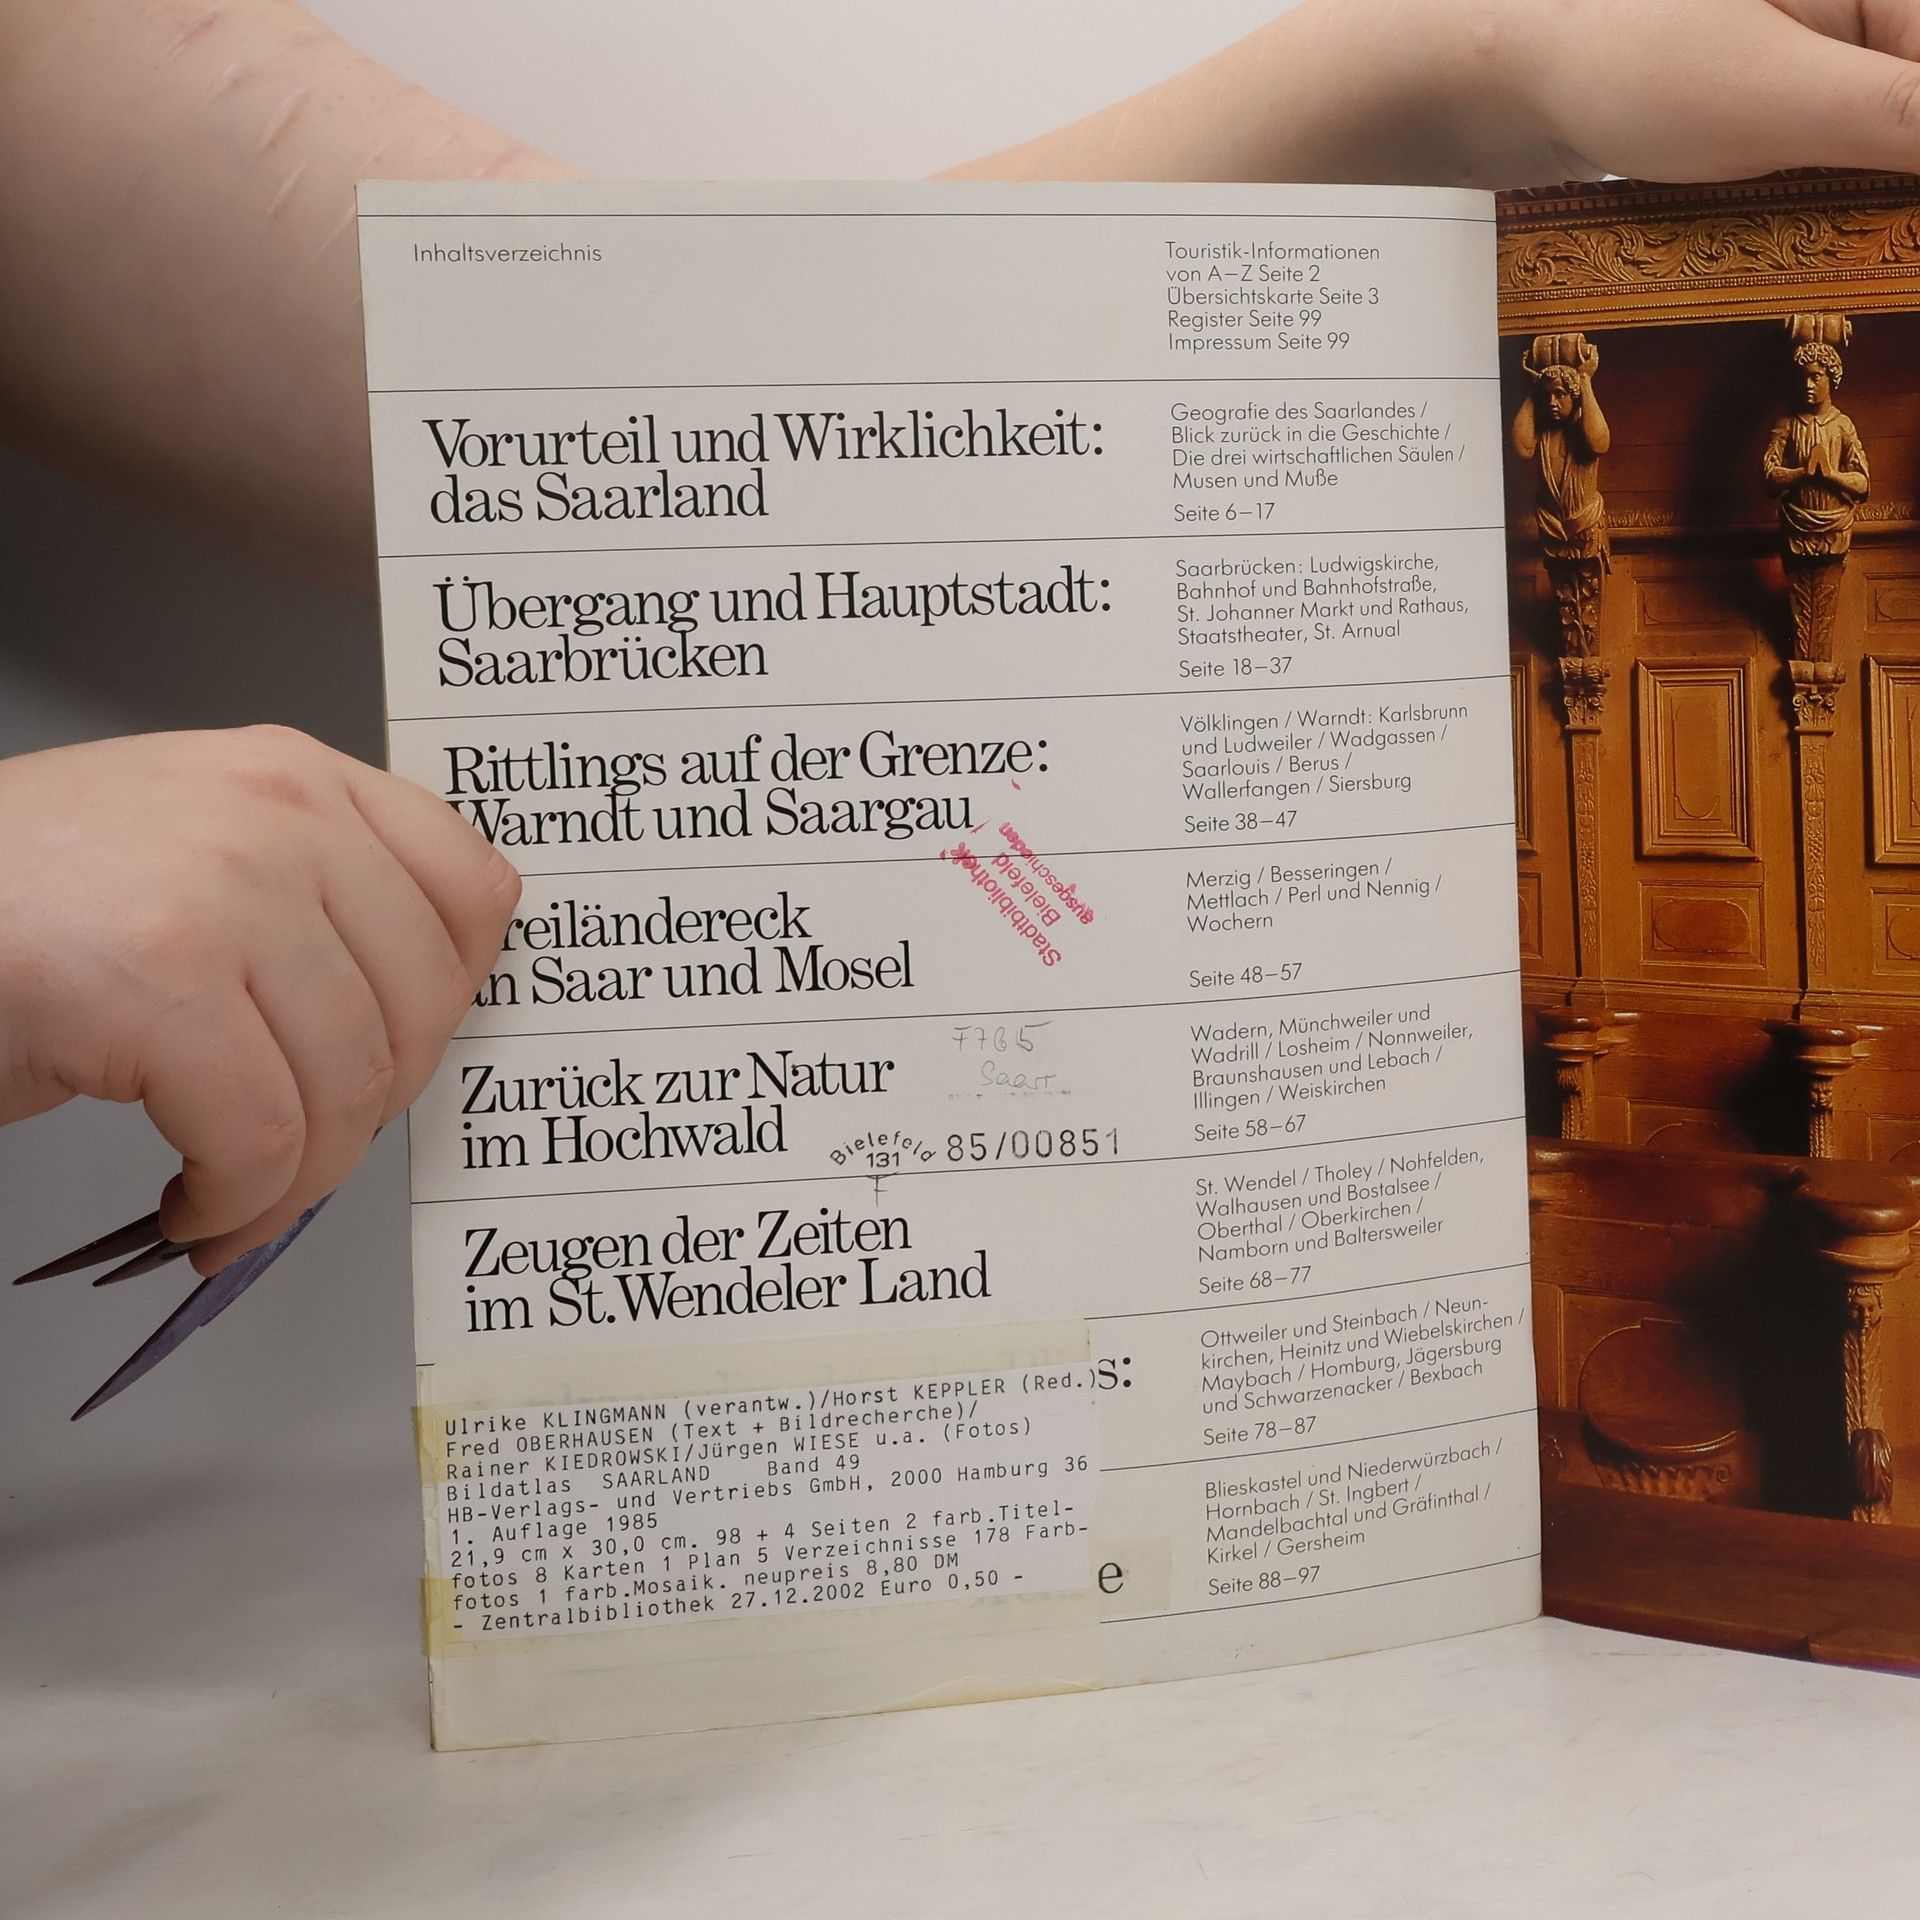 Inhaltsverzeichnis
Touristik-Informationen
von A–Z Seite 2
Übersichtskarte Seite 3
Register Seite 99
Impressum Seite 99
Vorurteil und Wirklichkeit:
das Saarland
Geografie des Saarlandes /
Blick zurück in die Geschichte /
Die drei wirtschaftlichen Säulen /
Musen und Muße
Seite 6–17
Übergang und Hauptstadt:
Saarbrücken
Saarbrücken: Ludwigskirche,
Bahnhof und Bahnhofstraße,
St. Johanner Markt und Rathaus,
Staatstheater, St. Arnual
Seite 18–37
Rittlings auf der Grenze:
Warndt und Saargau
Völklingen / Warndt: Karlsbrunn
und Ludweiler / Wadgassen /
Saarlouis / Berus /
Wallerfangen / Siersburg
Seite 38–47
Stadtbibliothek
Bielefeld
ausgeschieden
reiländereck
an Saar und Mosel
Merzig / Besseringen /
Mettlach / Perl und Nennig /
Wochern
Seite 48–57
Zurück zur Natur
im Hochwald
Saar
Bielefeld
131
85/00851
Wadern, Münchweiler und
Wadrill / Losheim / Nonnweiler,
Braunshausen und Lebach /
Illingen / Weiskirchen
Seite 58–67
Zeugen der Zeiten
im St. Wendeler Land
St. Wendel / Tholey / Nohfelden,
Walhausen und Bostalsee /
Oberthal / Oberkirchen /
Namborn und Baltersweiler
Seite 68–77
s:
Ottweiler und Steinbach / Neun-
kirchen, Heinitz und Wiebelskirchen /
Maybach / Homburg, Jägersburg
und Schwarzenacker / Bexbach
Seite 78–87
e
Blieskastel und Niederwürzbach /
Hornbach / St. Ingbert /
Mandelbachtal und Gräfinthal /
Kirkel / Gersheim
Seite 88–97
Ulrike KLINGMANN (verantw.)/Horst KEPPLER (Red.)
Fred OBERHAUSEN (Text + Bildrecherche)/
Rainer KIEDROWSKI/Jürgen WIESE u.a. (Fotos)
Bildatlas SAARLAND Band 49
HB-Verlags- und Vertriebs GmbH, 2000 Hamburg 36
1. Auflage 1985
21,9 cm x 30,0 cm. 98 + 4 Seiten 2 farb.Titel-
fotos 8 Karten 1 Plan 5 Verzeichnisse 178 Farb-
fotos 1 farb.Mosaik. neupreis 8,80 DM
- Zentralbibliothek 27.12.2002 Euro 0,50 -